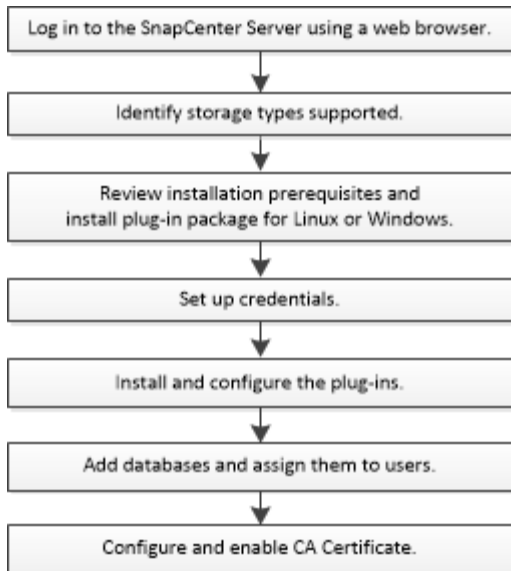 Log in to the SnapCenter Server using a web browser.
Identify storage types supported.
Review installation prerequisites and
install plug-in package for Linux or Windows.
Set up credentials.
Install and configure the plug-ins.
Add databases and assign them to users.
Configure and enable CA Certificate.